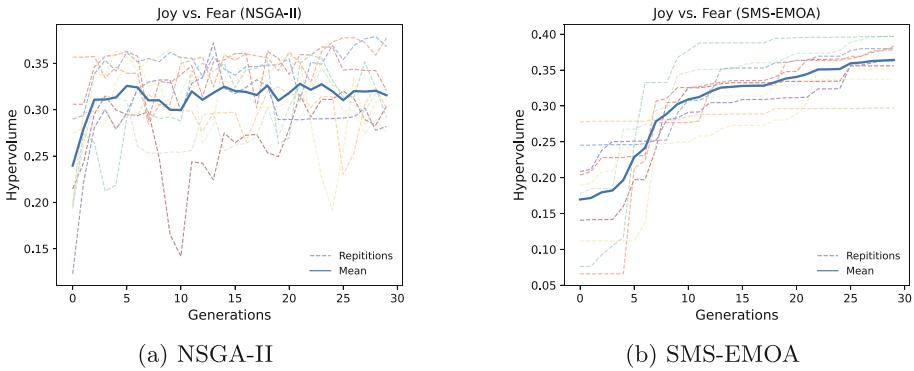 Joy vs. Fear (NSGA-II)
Hypervolume
0.35
0.30
0.25
0.20
0.15
0 5 10 15 20 25 30
Generations
Repititions
Mean
(a) NSGA-II
Joy vs. Fear (SMS-EMOA)
Hypervolume
0.40
0.35
0.30
0.25
0.20
0.15
0.10
0.05
0 5 10 15 20 25 30
Generations
Repititions
Mean
(b) SMS-EMOA